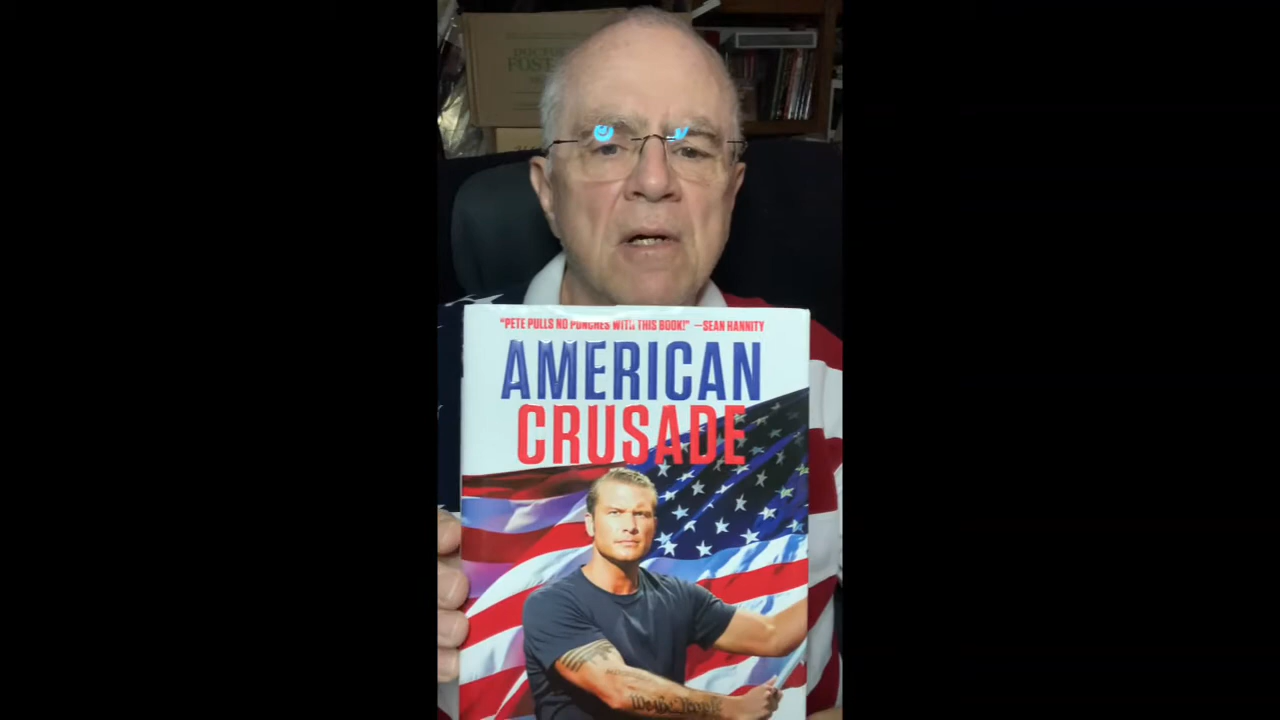 "PETE PULLS NO PUNCHES WITH THIS BOOK!" —SEAN HANNITY
AMERICAN
CRUSADE
We the People